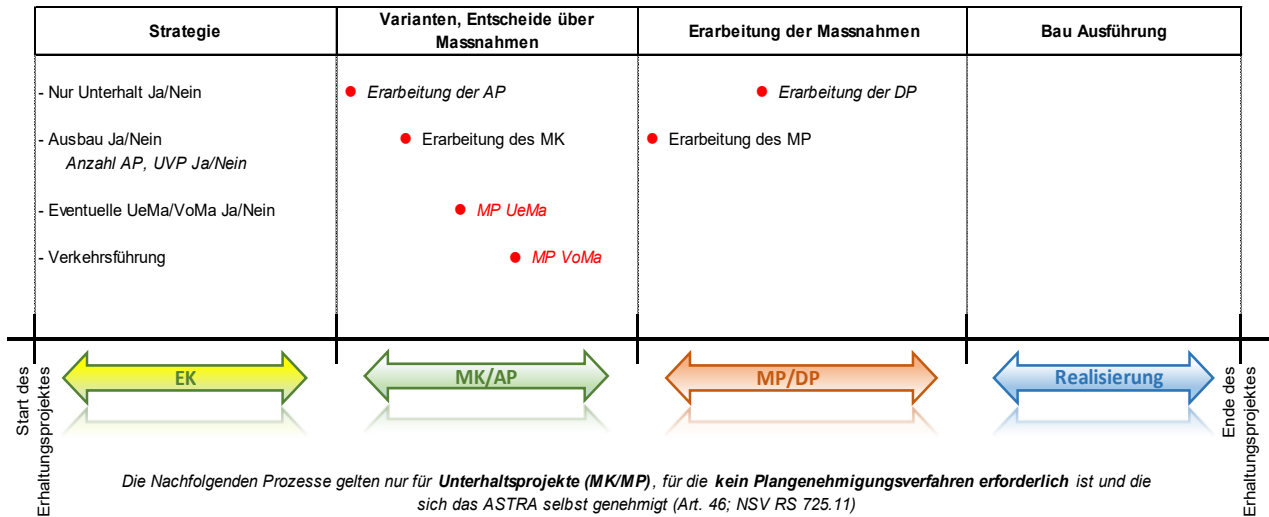 Strategie
Varianten, Entscheide über
Massnahmen
Erarbeitung der Massnahmen
Bau Ausführung
- Nur Unterhalt Ja/Nein
Erarbeitung der AP
Erarbeitung der DP
- Ausbau Ja/Nein
Anzahl AP, UVP Ja/Nein
Erarbeitung des MK
Erarbeitung des MP
- Eventuelle UeMa/VoMa Ja/Nein
MP UeMa
- Verkehrsführung
MP VoMa
Start des
Erhaltungsprojektes
EK
MK/AP
MP/DP
Realisierung
Ende des
Erhaltungsprojektes
Die Nachfolgenden Prozesse gelten nur für Unterhaltsprojekte (MK/MP), für die kein Plangenehmigungsverfahren erforderlich ist und die
sich das ASTRA selbst genehmigt (Art. 46; NSV RS 725.11)